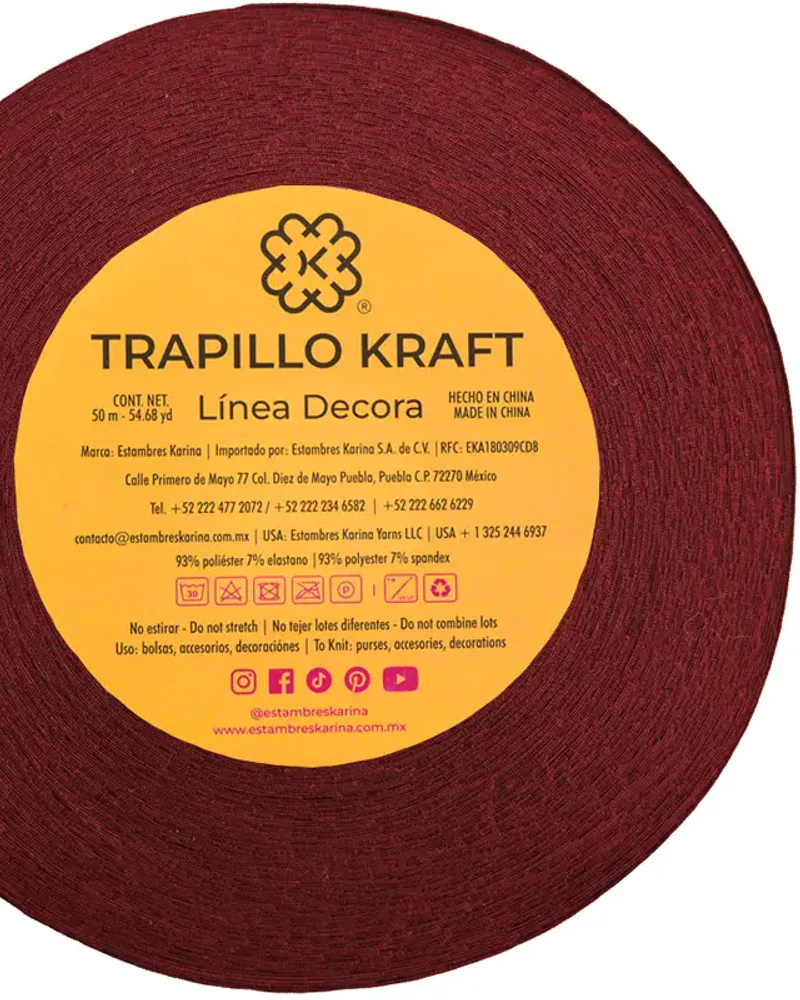 K
®
TRAPILLO KRAFT
CONT. NET.
50 m - 54.68 yd
Línea Decora
HECHO EN CHINA
MADE IN CHINA
Marca: Estambres Karina | Importado por: Estambres Karina S.A. de C.V. | RFC: EKA180309CD8
Calle Primero de Mayo 77 Col. Diez de Mayo Puebla, Puebla C.P. 72270 México
Tel. +52 222 477 2072 / +52 222 234 6582 | +52 222 662 6229
contacto@estambreskarina.com.mx | USA: Estambres Karina Yarns LLC | USA + 1 325 244 6937
93% poliéster 7% elastano | 93% polyester 7% spandex
30 P
No estirar - Do not stretch | No tejer lotes diferentes - Do not combine lots
Uso: bolsas, accesorios, decoraciónes | To Knit: purses, accesories, decorations
@estambreskarina
www.estambreskarina.com.mx